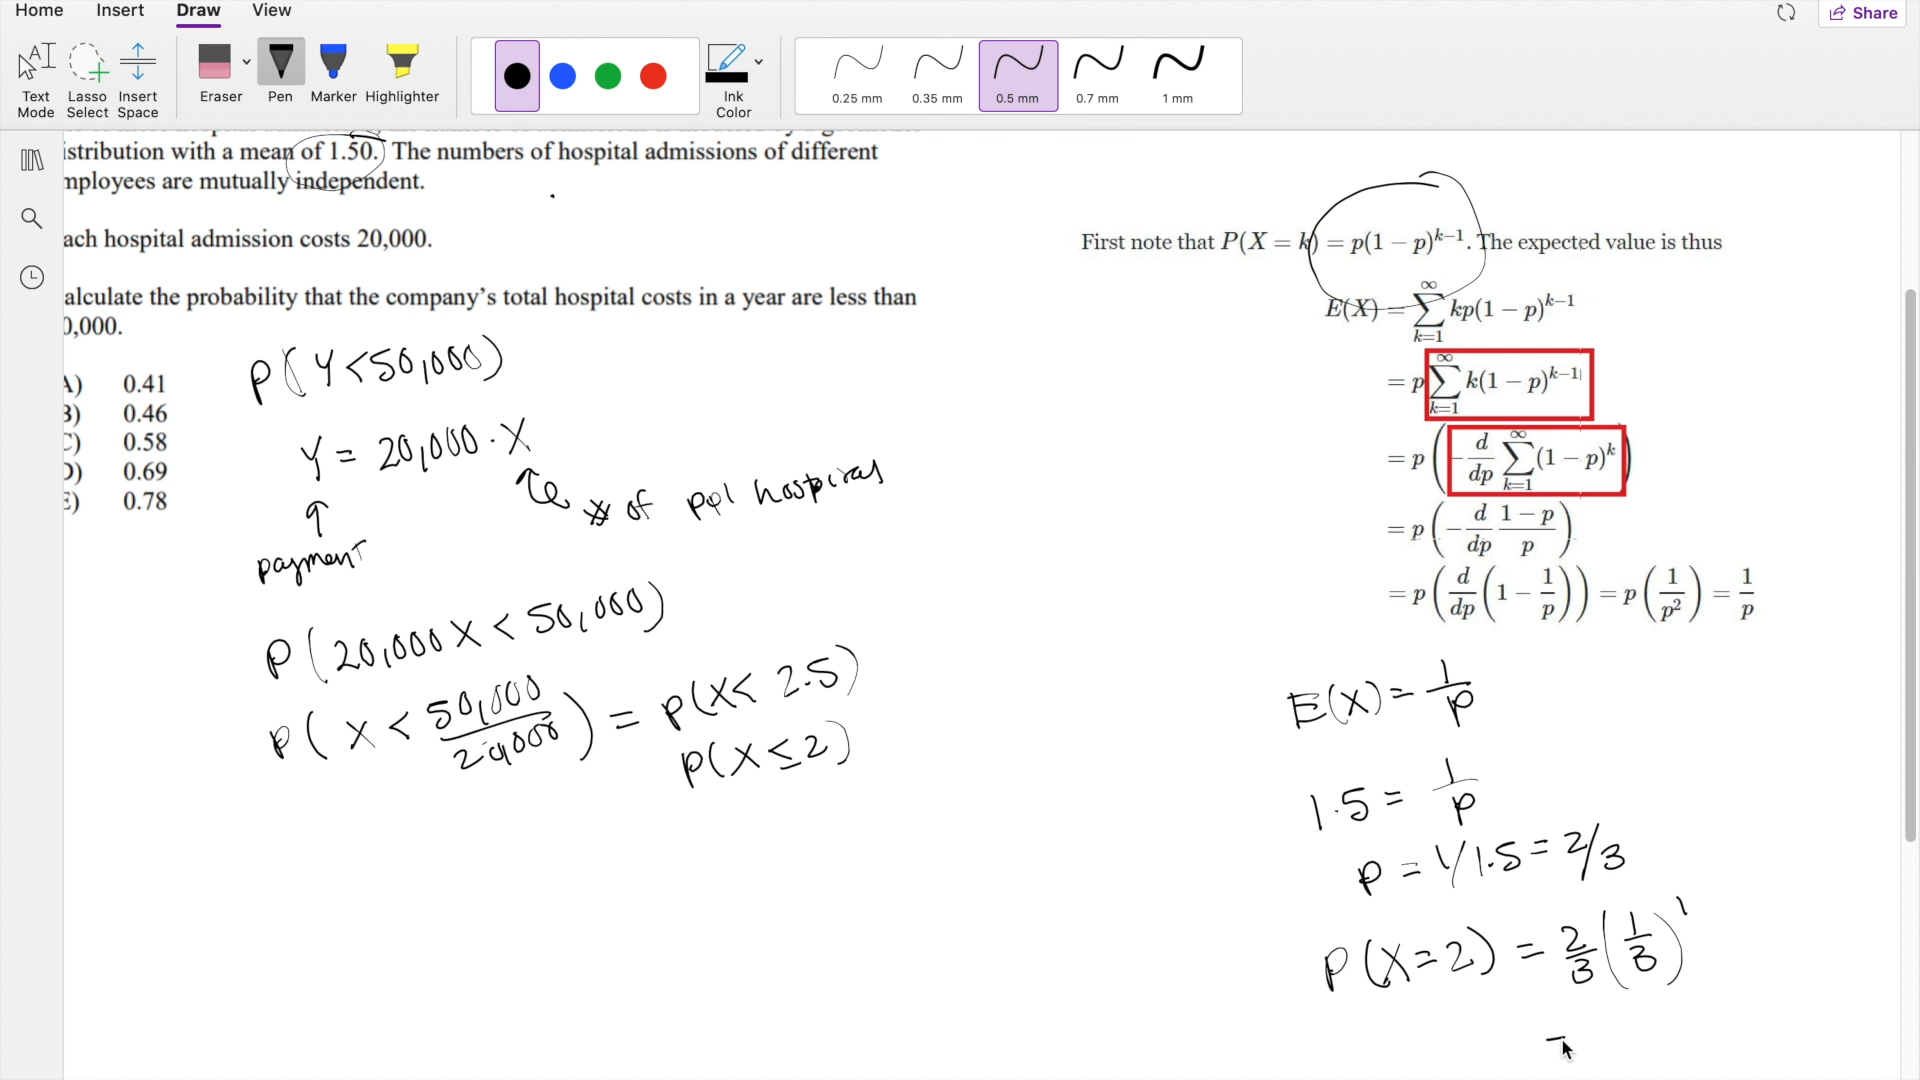 Home Insert Draw View
Share
Text Mode
Lasso Select
Insert Space
Eraser
Pen
Marker
Highlighter
Ink Color
0.25 mm
0.35 mm
0.5 mm
0.7 mm
1 mm
istribution with a mean of 1.50. The numbers of hospital admissions of different
mployees are mutually independent.
ach hospital admission costs 20,000.
alculate the probability that the company's total hospital costs in a year are less than
0,000.
A) 0.41
B) 0.46
C) 0.58
D) 0.69
E) 0.78
P(Y<50,000)
Y = 20,000 · X
# of ppl
payment
P(20,000X < 50,000)
P(X < 50,000/20,000) = P(X < 2.5)
P(X ≤ 2)
First note that P(X = k) = p(1 − p)^{k−1}. The expected value is thus
E(X) = ∑_{k=1}^{∞} kp(1 − p)^{k−1}
= p ∑_{k=1}^{∞} k(1 − p)^{k−1}
= p(−d/dp ∑_{k=1}^{∞} (1 − p)^k)
= p(−d/dp (1−p)/p)
= p(d/dp(1 − 1/p)) = p(1/p²) = 1/p
E(X) = 1/p
1.5 = 1/p
p = 1/1.5 = 2/3
P(X=2) = 2/3 (1/3)^1